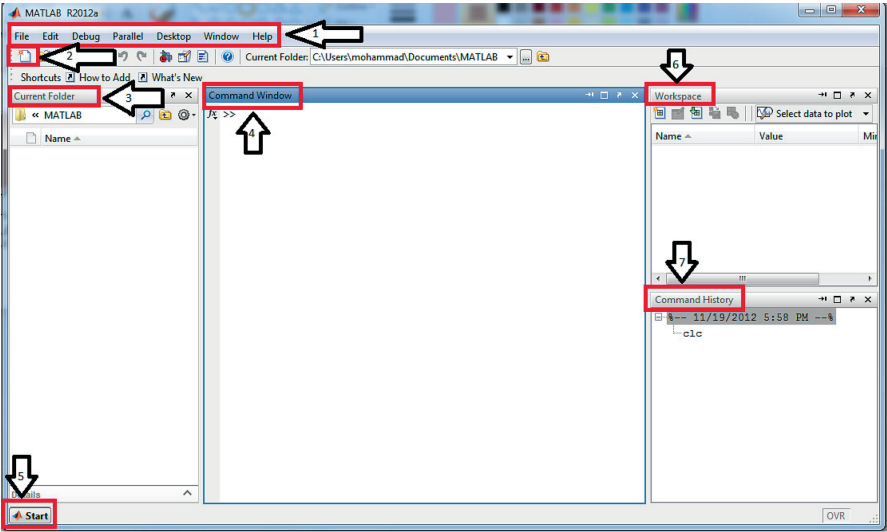 MATLAB R2012a
File Edit Debug Parallel Desktop Window Help
1
2
Current Folder: C:\Users\mohammad\Documents\MATLAB
6
Shortcuts How to Add What's New
Current Folder
3
Command Window
Workspace
« MATLAB
fx >>
4
Select data to plot
Name
Name Value Min
7
Command History
%-- 11/19/2012 5:58 PM --%
clc
5
Start
OVR